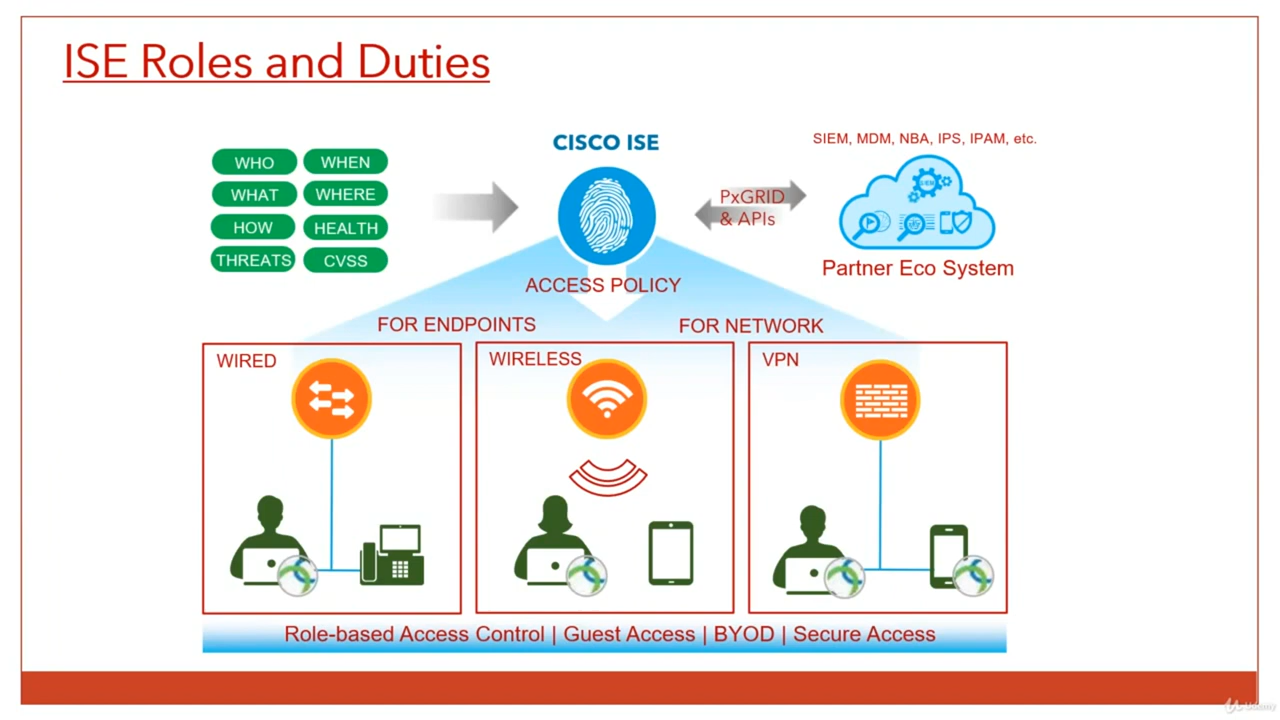 ISE Roles and Duties
CISCO ISE
SIEM, MDM, NBA, IPS, IPAM, etc.
WHO
WHEN
WHAT
WHERE
HOW
HEALTH
THREATS
CVSS
PxGRID
& APIs
SIEM
Partner Eco System
ACCESS POLICY
FOR ENDPOINTS
FOR NETWORK
WIRED
WIRELESS
VPN
Role-based Access Control | Guest Access | BYOD | Secure Access
Udemy